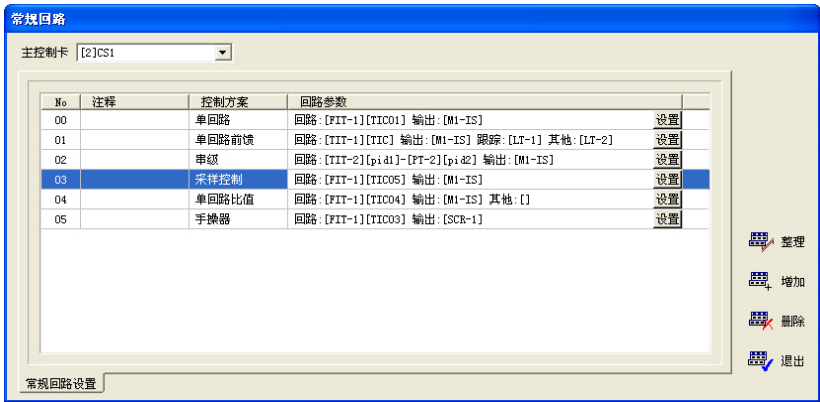 常规回路
主控制卡 [2]CS1
No 注释 控制方案 回路参数
00 单回路 回路:[FIT-1][TIC01] 输出:[M1-IS] 设置
01 单回路前馈 回路:[TIT-1][TIC] 输出:[M1-IS] 跟踪:[LT-1] 其他:[LT-2] 设置
02 串级 回路:[TIT-2][pid1]-[PT-2][pid2] 输出:[M1-IS] 设置
03 采样控制 回路:[FIT-1][TIC05] 输出:[M1-IS] 设置
04 单回路比值 回路:[FIT-1][TIC04] 输出:[M1-IS] 其他:[] 设置
05 手操器 回路:[FIT-1][TIC03] 输出:[SCR-1] 设置
整理
增加
删除
退出
常规回路设置